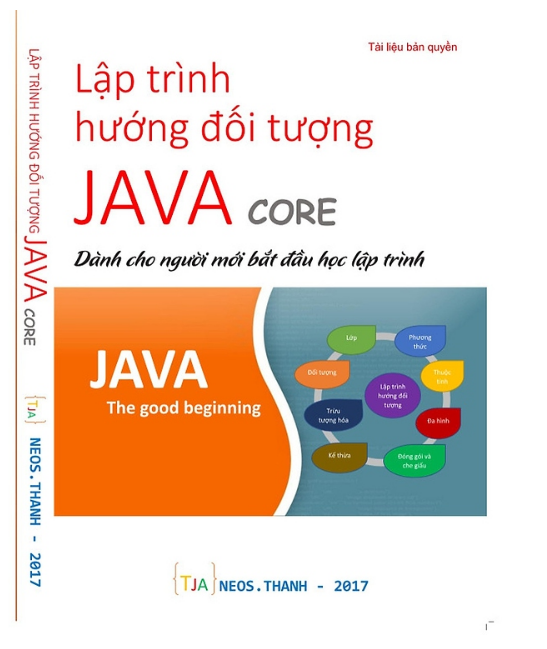 LẬP TRÌNH HƯỚNG ĐỐI TƯỢNG JAVA CORE
{TJA} NEOS.THANH - 2017
Tài liệu bản quyền
Lập trình
hướng đối tượng
JAVA CORE
Dành cho người mới bắt đầu học lập trình
JAVA
The good beginning
Lớp
Phương
thức
Thuộc
tính
Đa hình
Đóng gói và
che giấu
Kế thừa
Trừu
tượng hóa
Đối tượng
Lập trình
hướng đối
tượng
{TJA} NEOS.THANH - 2017